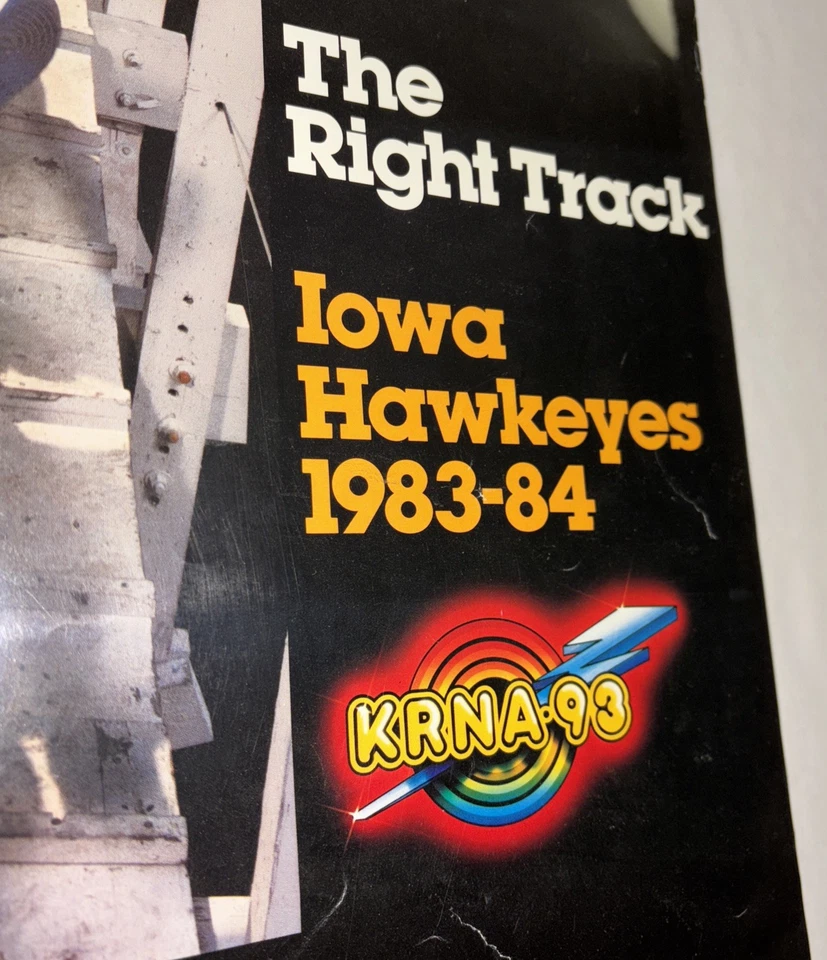 The
Right Track
Iowa
Hawkeyes
1983-84
KRNA·93